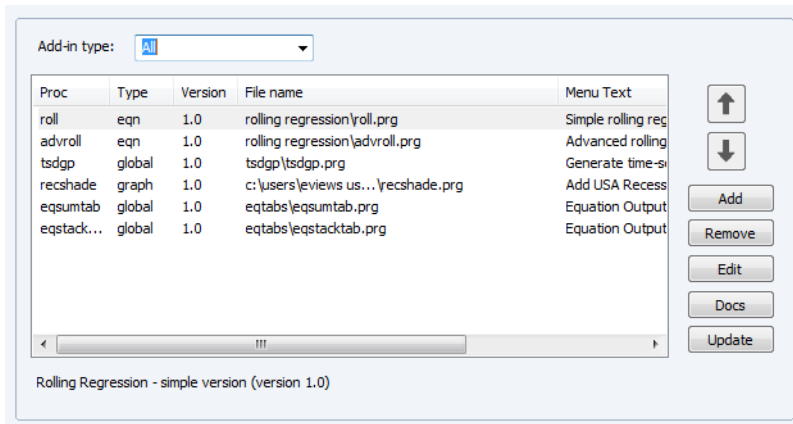 Add-in type: All
Proc Type Version File name Menu Text
roll eqn 1.0 rolling regression\roll.prg Simple rolling reg
advroll eqn 1.0 rolling regression\advroll.prg Advanced rolling
tsdgp global 1.0 tsdgp\tsdgp.prg Generate time-s
recshade graph 1.0 c:\users\eviews us...\recshade.prg Add USA Recess
eqsumtab global 1.0 eqtabs\eqsumtab.prg Equation Output
eqstack... global 1.0 eqtabs\eqstacktab.prg Equation Output
Add
Remove
Edit
Docs
Update
Rolling Regression - simple version (version 1.0)